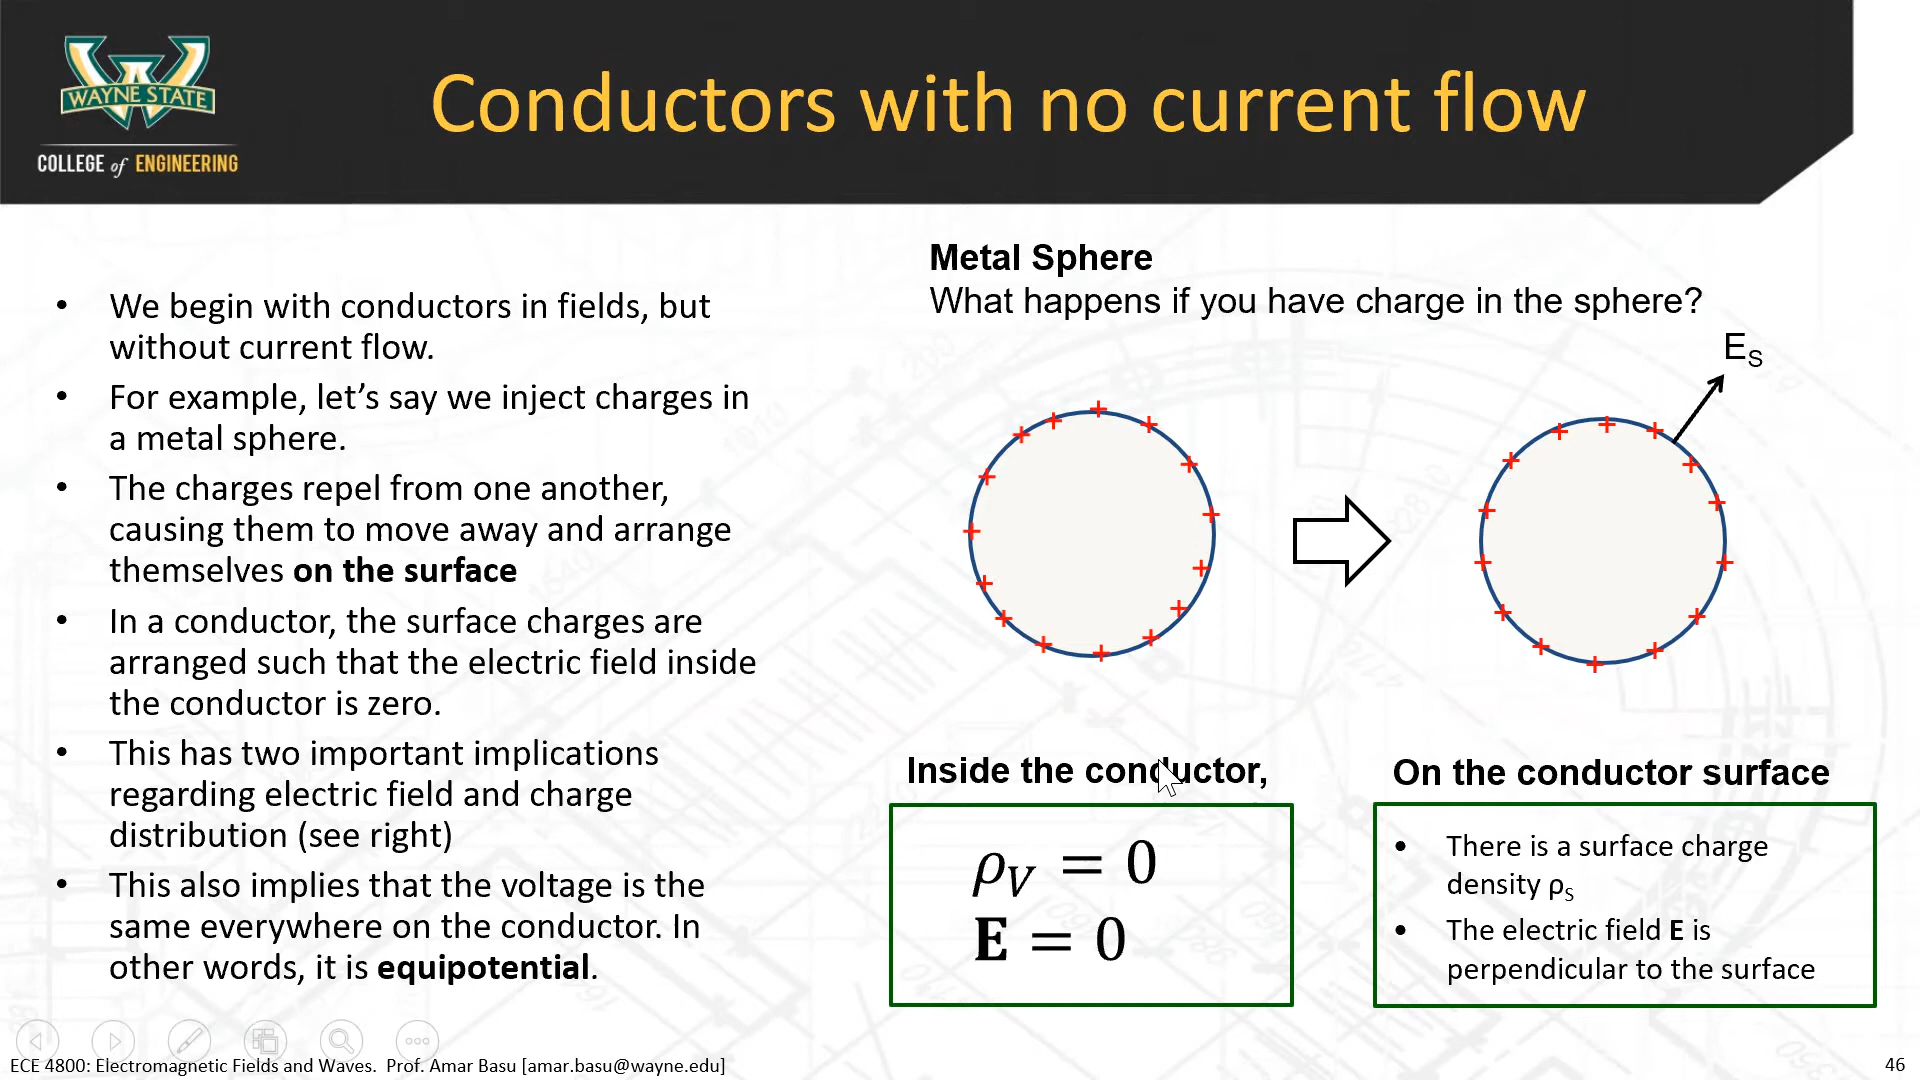 WAYNE STATE
COLLEGE of ENGINEERING
Conductors with no current flow
• We begin with conductors in fields, but
without current flow.
• For example, let’s say we inject charges in
a metal sphere.
• The charges repel from one another,
causing them to move away and arrange
themselves on the surface
• In a conductor, the surface charges are
arranged such that the electric field inside
the conductor is zero.
• This has two important implications
regarding electric field and charge
distribution (see right)
• This also implies that the voltage is the
same everywhere on the conductor. In
other words, it is equipotential.
Metal Sphere
What happens if you have charge in the sphere?
E_S
Inside the conductor,
ρ_V = 0
E = 0
On the conductor surface
• There is a surface charge
density ρ_S
• The electric field E is
perpendicular to the surface
ECE 4800: Electromagnetic Fields and Waves. Prof. Amar Basu [amar.basu@wayne.edu]
46